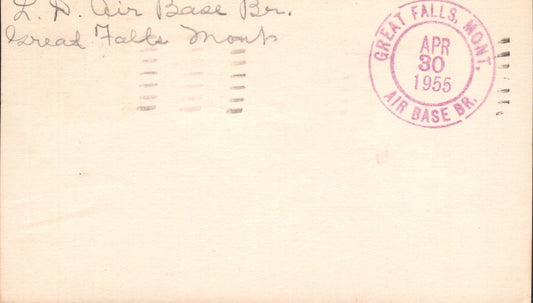 L. D. Air Base Br.
Great Falls Mont
GREAT FALLS, MONT.
APR
30
1955
AIR BASE BR.